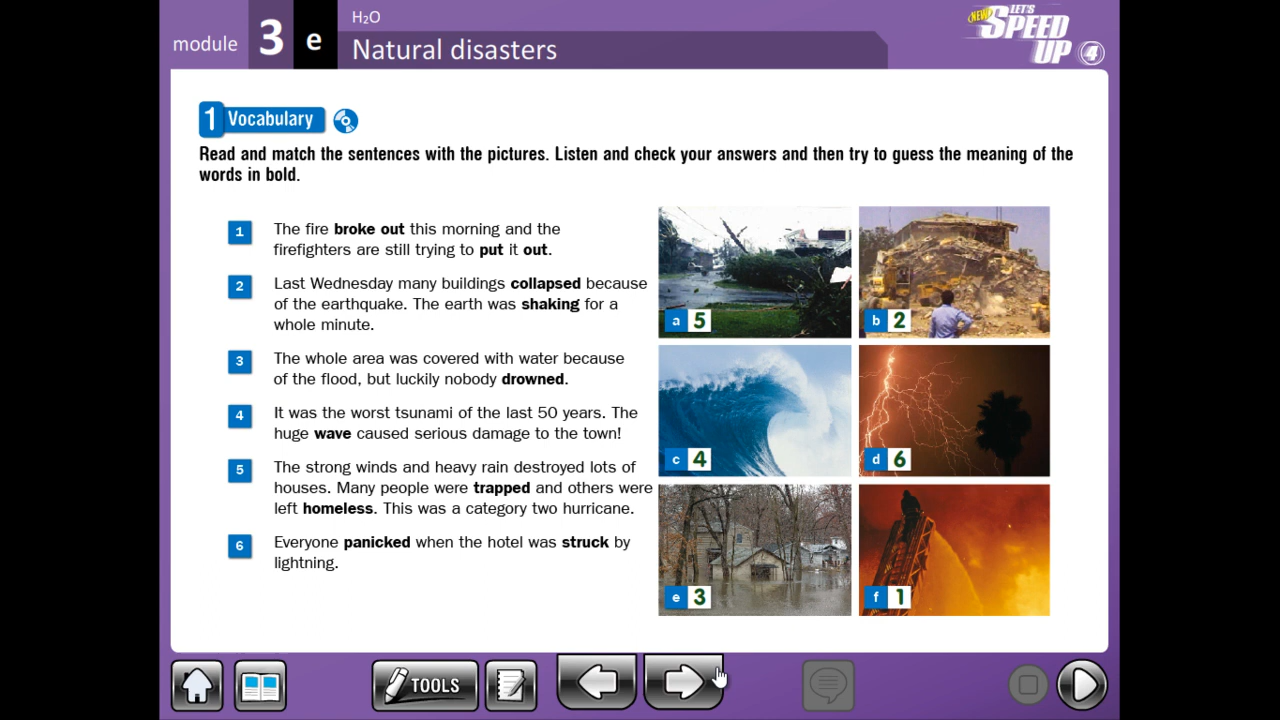 H₂O
module 3 e
Natural disasters
NEW LET'S SPEED UP 4
1 Vocabulary
Read and match the sentences with the pictures. Listen and check your answers and then try to guess the meaning of the
words in bold.
1 The fire broke out this morning and the
firefighters are still trying to put it out.
2 Last Wednesday many buildings collapsed because
of the earthquake. The earth was shaking for a
whole minute.
3 The whole area was covered with water because
of the flood, but luckily nobody drowned.
4 It was the worst tsunami of the last 50 years. The
huge wave caused serious damage to the town!
5 The strong winds and heavy rain destroyed lots of
houses. Many people were trapped and others were
left homeless. This was a category two hurricane.
6 Everyone panicked when the hotel was struck by
lightning.
a 5
b 2
c 4
d 6
e 3
f 1
TOOLS